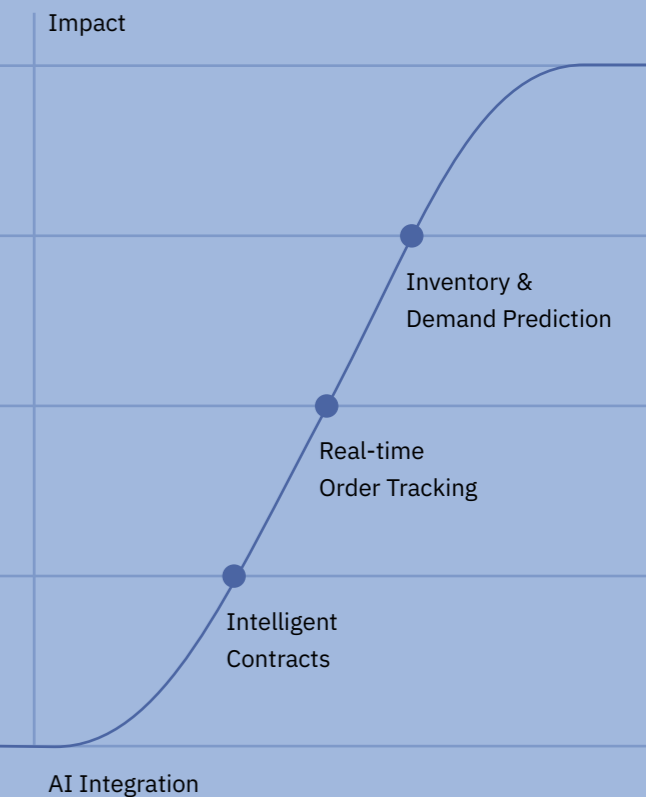 Impact
Inventory &
Demand Prediction
Real-time
Order Tracking
Intelligent
Contracts
AI Integration